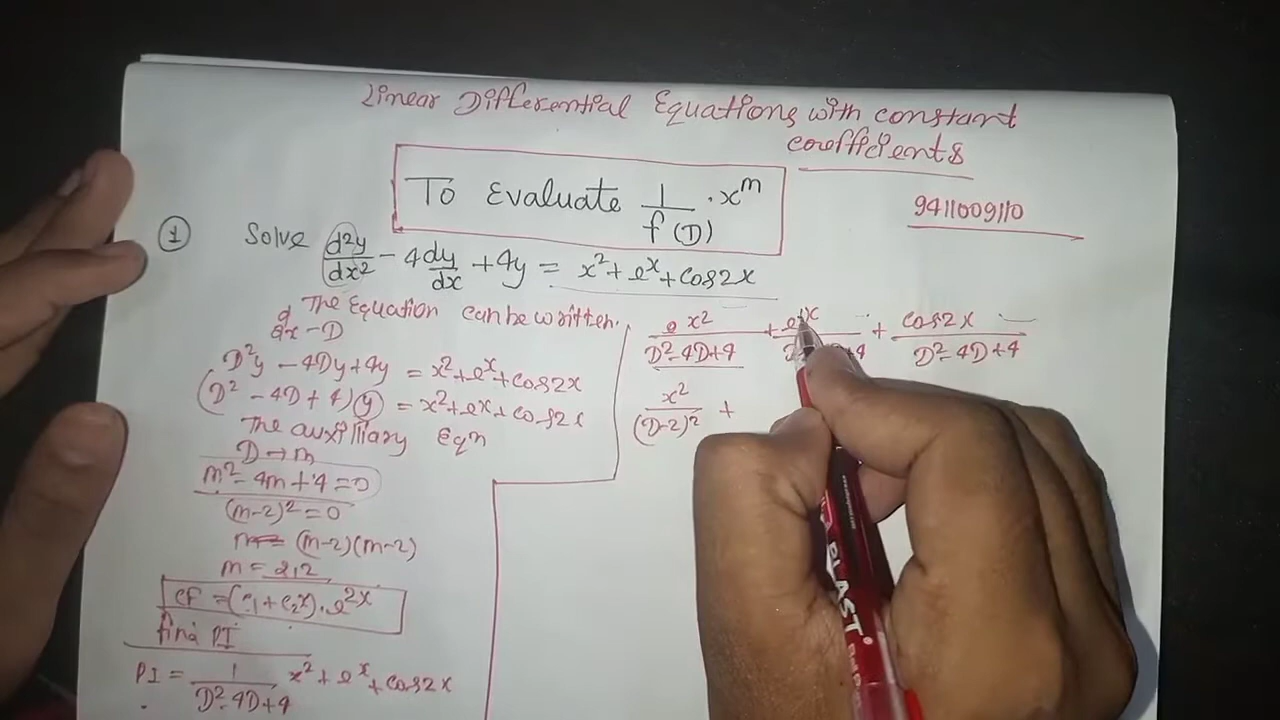 Linear Differential Equations with constant
coefficients
To Evaluate 1/f(D) . x^m
9411009110
① Solve d²y/dx² - 4dy/dx + 4y = x² + e^x + cos2x
The Equation can be written.
d/dx - D
D²y - 4Dy + 4y = x² + e^x + cos2x
(D² - 4D + 4) y = x² + e^x + cos2x
The auxilliary Eqn
D → m
m² - 4m + 4 = 0
(m-2)² = 0
(m-2)(m-2)
m = 2,2
CF = (c₁ + c₂x) . e^2x
find PI
PI = 1/D²-4D+4 x² + e^x + cos2x
x²/D²-4D+4 + e^x/ +4 + cos2x/D²-4D+4
x²/(D-2)² +
PLAST